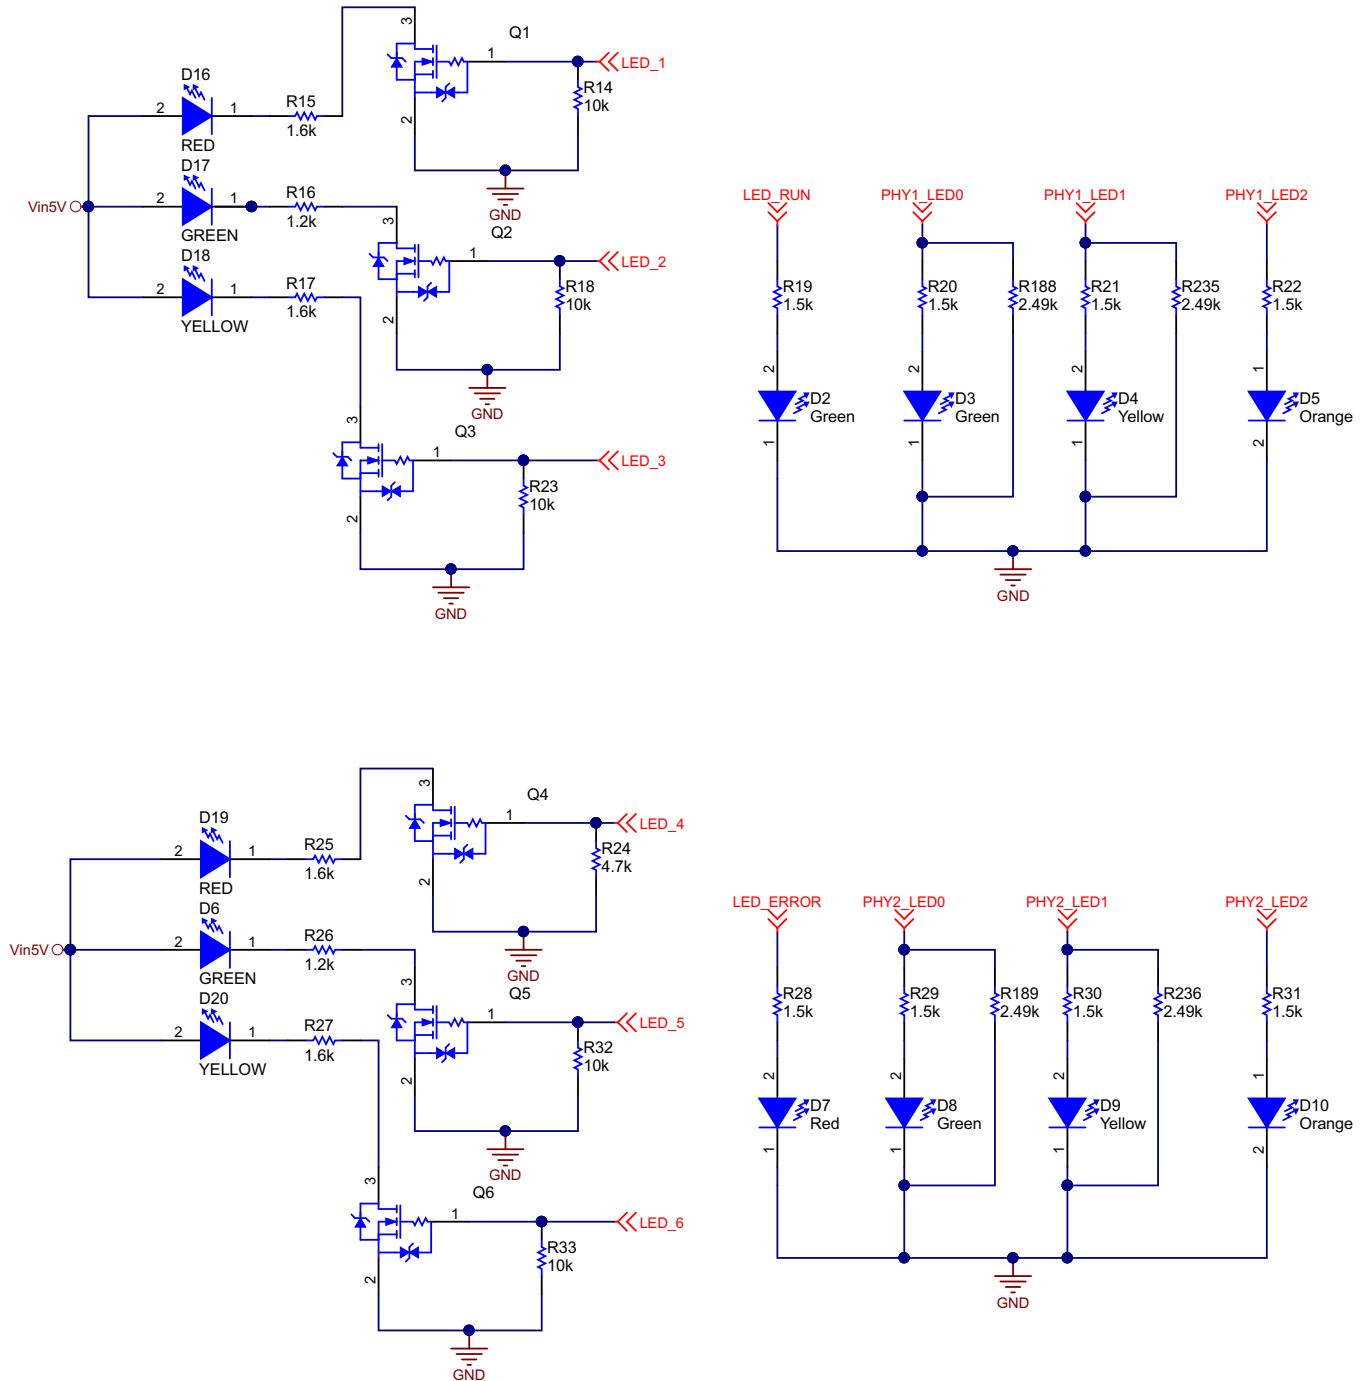 3
Q1
1
LED_1
D16
R14
10k
2
1
R15
1.6k
2
RED
D17
GND
Q2
Vin5V
2
1
R16
1.2k
GREEN
3
D18
1
LED_2
R18
10k
2
1
R17
1.6k
2
YELLOW
GND
3
Q3
1
LED_3
R23
10k
2
GND
LED_RUN
PHY1_LED0
PHY1_LED1
PHY1_LED2
R19
1.5k
R20
1.5k
R188
2.49k
R21
1.5k
R235
2.49k
R22
1.5k
2
2
2
1
D2
Green
D3
Green
D4
Yellow
D5
Orange
1
1
1
2
GND
3
Q4
1
LED_4
D19
R24
4.7k
2
1
R25
1.6k
2
RED
D6
Vin5V
2
1
R26
1.2k
GND
Q5
GREEN
3
D20
1
LED_5
2
1
R27
1.6k
R32
10k
YELLOW
2
GND
3
Q6
1
LED_6
R33
10k
2
GND
LED_ERROR
PHY2_LED0
PHY2_LED1
PHY2_LED2
R28
1.5k
R29
1.5k
R189
2.49k
R30
1.5k
R236
2.49k
R31
1.5k
2
2
2
1
D7
Red
D8
Green
D9
Yellow
D10
Orange
1
1
1
2
GND